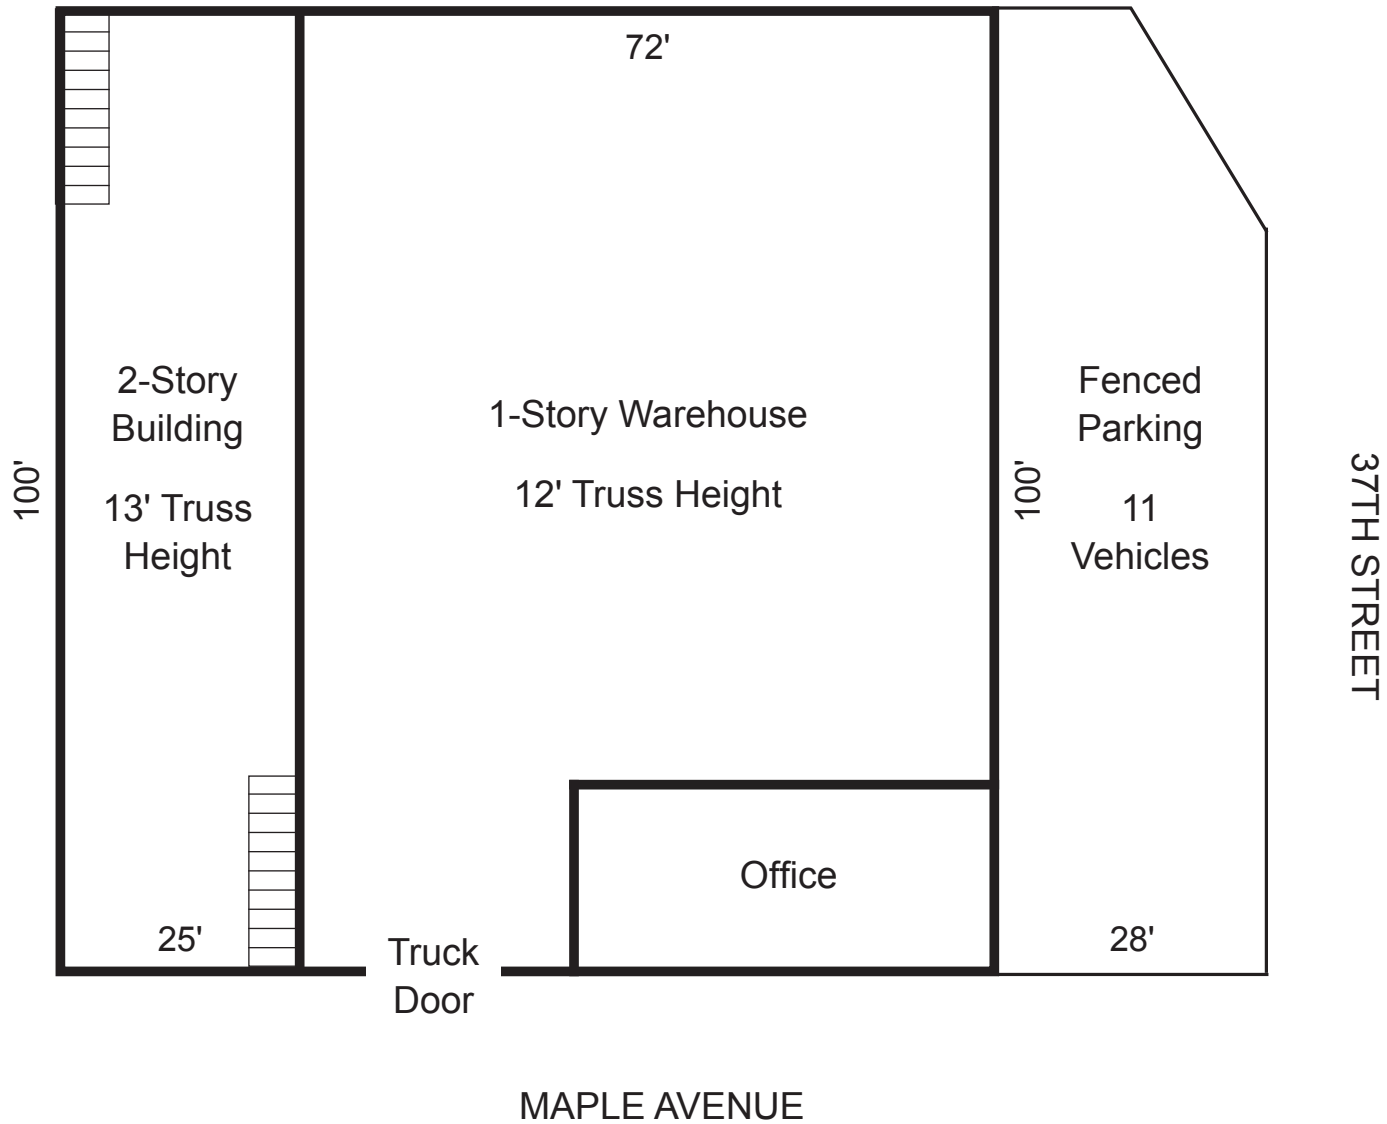 72'
2-Story
Building
13' Truss
Height
100'
25'
1-Story Warehouse
12' Truss Height
100'
Fenced
Parking
11
Vehicles
28'
37TH STREET
Office
Truck
Door
MAPLE AVENUE